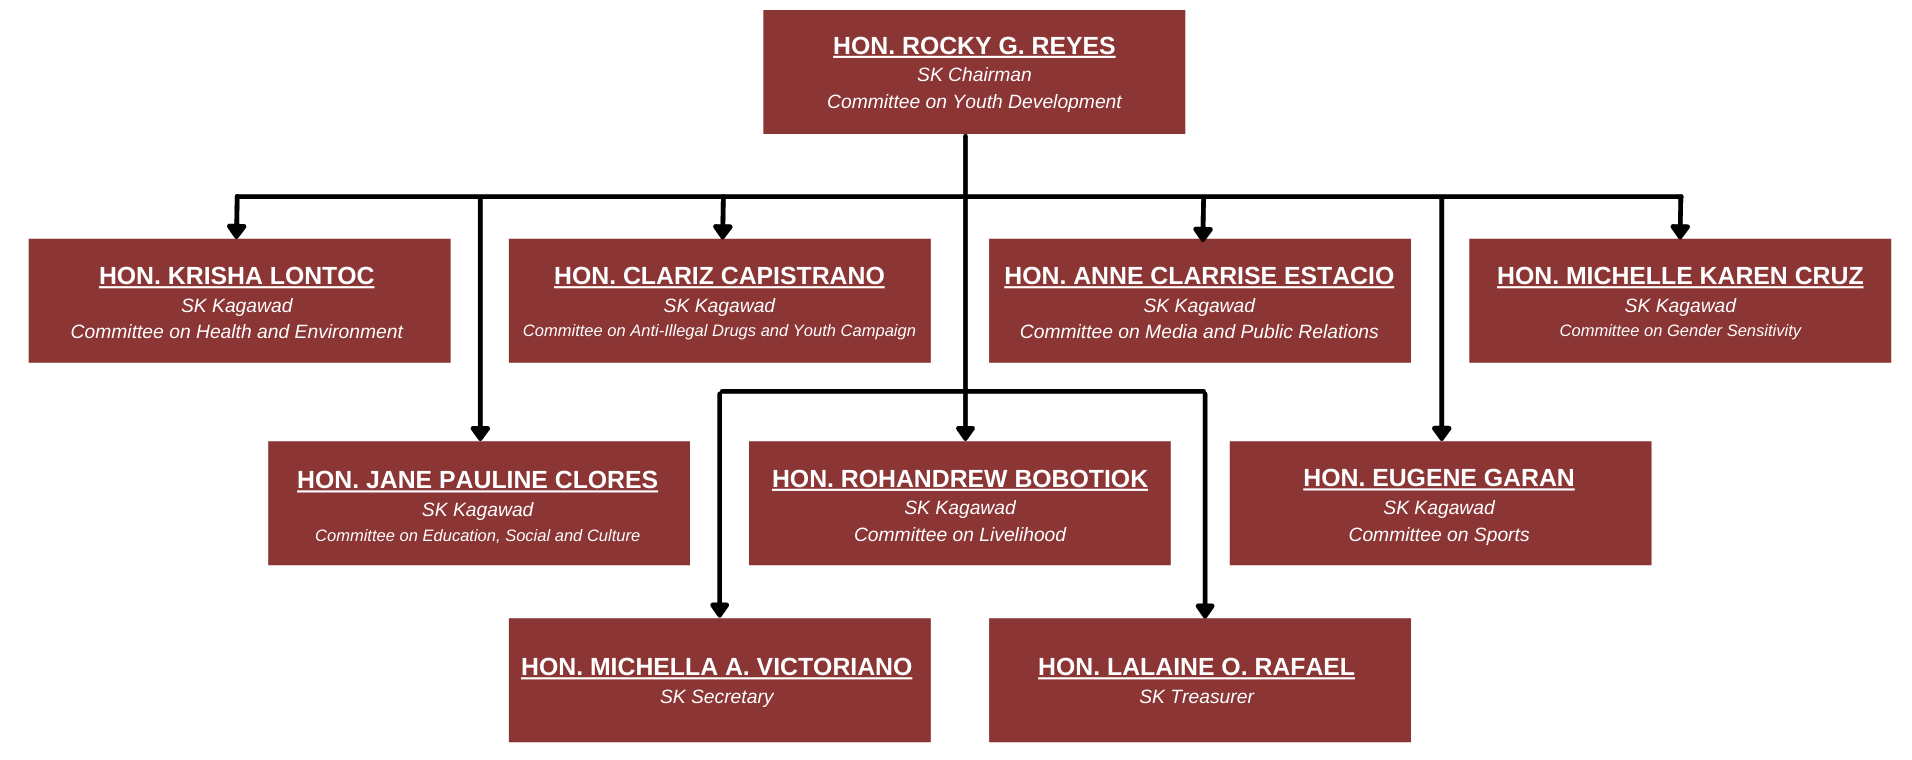 HON. ROCKY G. REYES
SK Chairman
Committee on Youth Development
HON. KRISHA LONTOC
SK Kagawad
Committee on Health and Environment
HON. CLARIZ CAPISTRANO
SK Kagawad
Committee on Anti-Illegal Drugs and Youth Campaign
HON. ANNE CLARRISE ESTACIO
SK Kagawad
Committee on Media and Public Relations
HON. MICHELLE KAREN CRUZ
SK Kagawad
Committee on Gender Sensitivity
HON. JANE PAULINE CLORES
SK Kagawad
Committee on Education, Social and Culture
HON. ROHANDREW BOBOTIOK
SK Kagawad
Committee on Livelihood
HON. EUGENE GARAN
SK Kagawad
Committee on Sports
HON. MICHELLA A. VICTORIANO
SK Secretary
HON. LALAINE O. RAFAEL
SK Treasurer